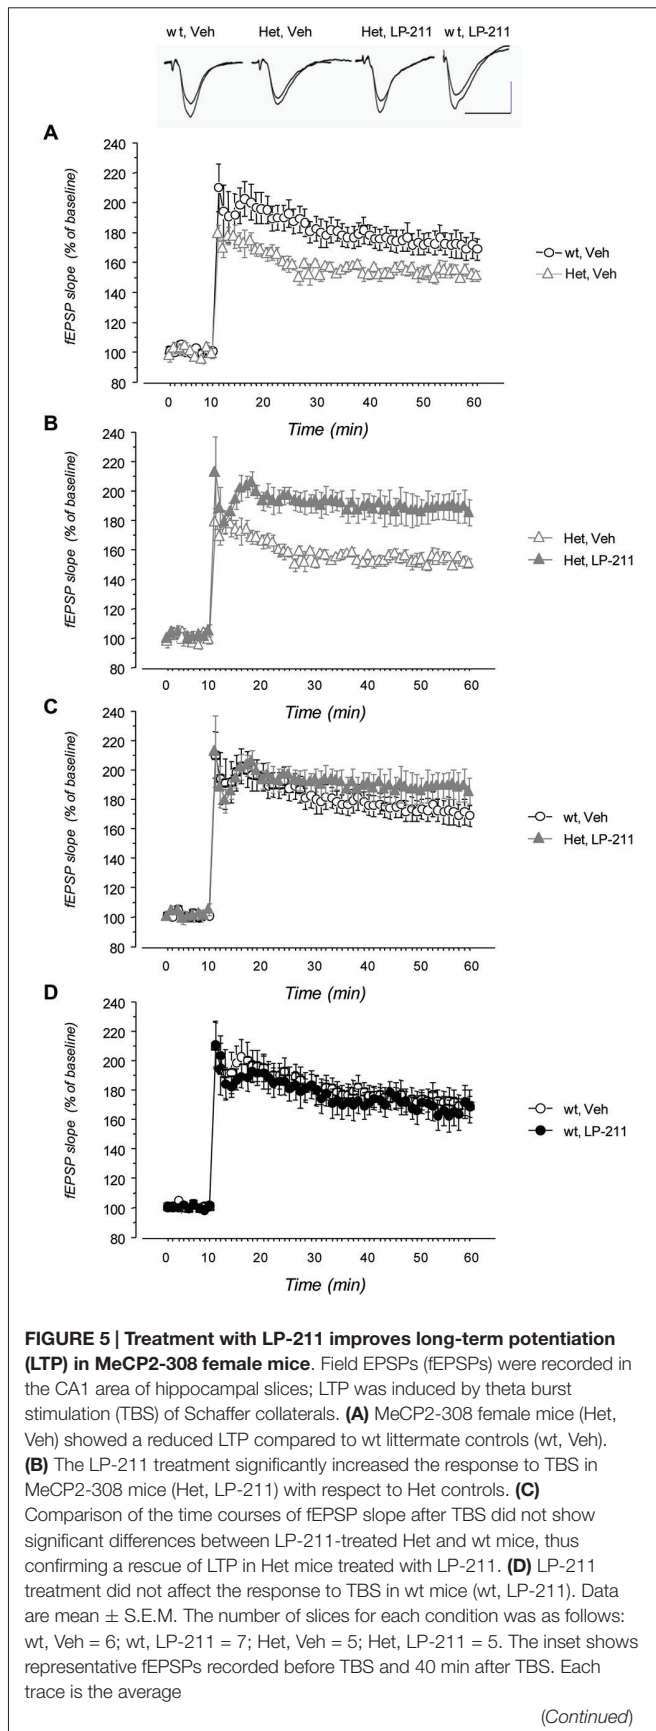 wt, Veh Het, Veh Het, LP-211 wt, LP-211
A
240
220
200
180
160
140
120
100
80
fEPSP slope (% of baseline)
0 10 20 30 40 50 60
Time (min)
wt, Veh
Het, Veh
B
240
220
200
180
160
140
120
100
80
fEPSP slope (% of baseline)
0 10 20 30 40 50 60
Time (min)
Het, Veh
Het, LP-211
C
240
220
200
180
160
140
120
100
80
fEPSP slope (% of baseline)
0 10 20 30 40 50 60
Time (min)
wt, Veh
Het, LP-211
D
240
220
200
180
160
140
120
100
80
fEPSP slope (% of baseline)
0 10 20 30 40 50 60
Time (min)
wt, Veh
wt, LP-211
FIGURE 5 | Treatment with LP-211 improves long-term potentiation
(LTP) in MeCP2-308 female mice. Field EPSPs (fEPSPs) were recorded in
the CA1 area of hippocampal slices; LTP was induced by theta burst
stimulation (TBS) of Schaffer collaterals. (A) MeCP2-308 female mice (Het,
Veh) showed a reduced LTP compared to wt littermate controls (wt, Veh).
(B) The LP-211 treatment significantly increased the response to TBS in
MeCP2-308 mice (Het, LP-211) with respect to Het controls. (C)
Comparison of the time courses of fEPSP slope after TBS did not show
significant differences between LP-211-treated Het and wt mice, thus
confirming a rescue of LTP in Het mice treated with LP-211. (D) LP-211
treatment did not affect the response to TBS in wt mice (wt, LP-211). Data
are mean ± S.E.M. The number of slices for each condition was as follows:
wt, Veh = 6; wt, LP-211 = 7; Het, Veh = 5; Het, LP-211 = 5. The inset shows
representative fEPSPs recorded before TBS and 40 min after TBS. Each
trace is the average
(Continued)